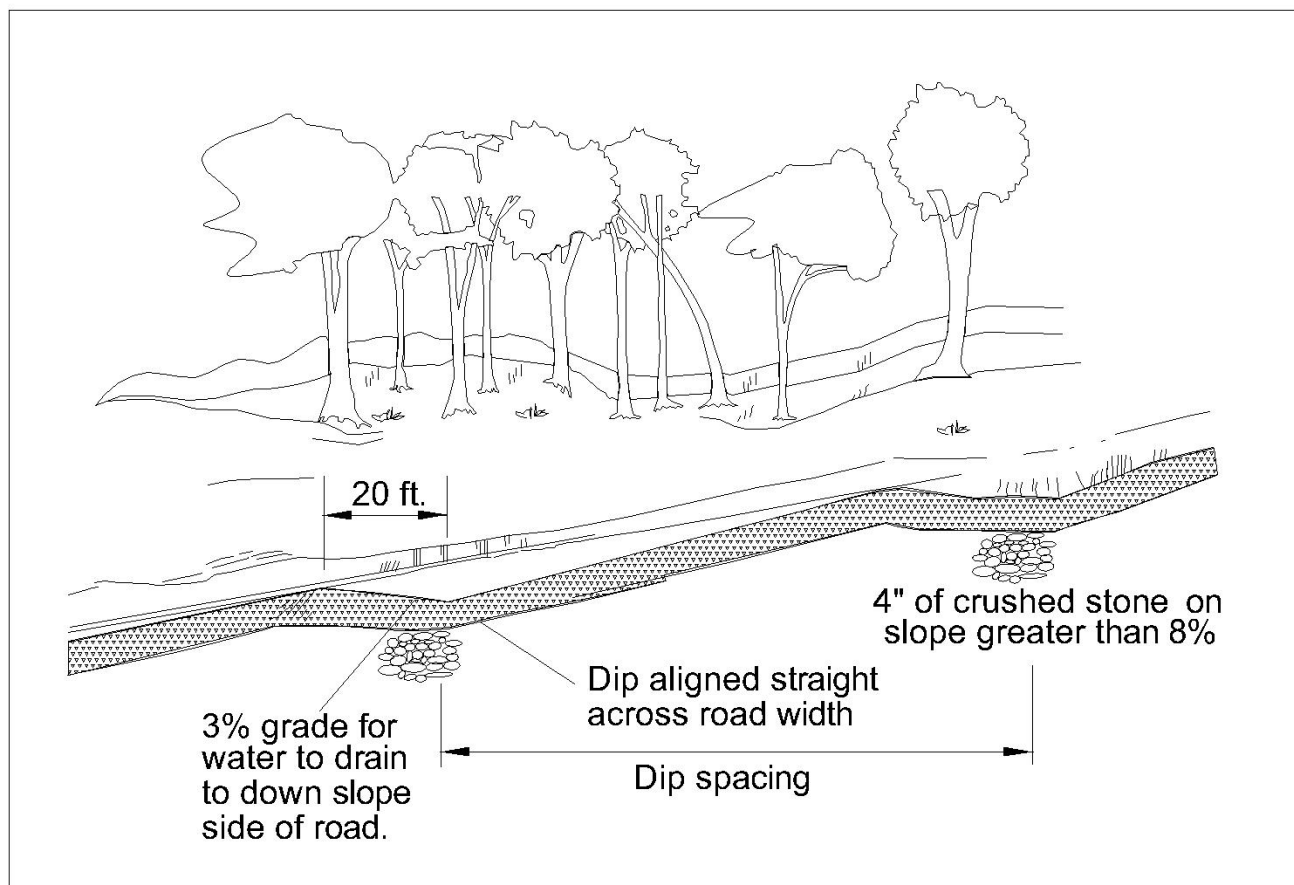 20 ft.
4" of crushed stone on
slope greater than 8%
Dip aligned straight
across road width
3% grade for
water to drain
to down slope
side of road.
Dip spacing